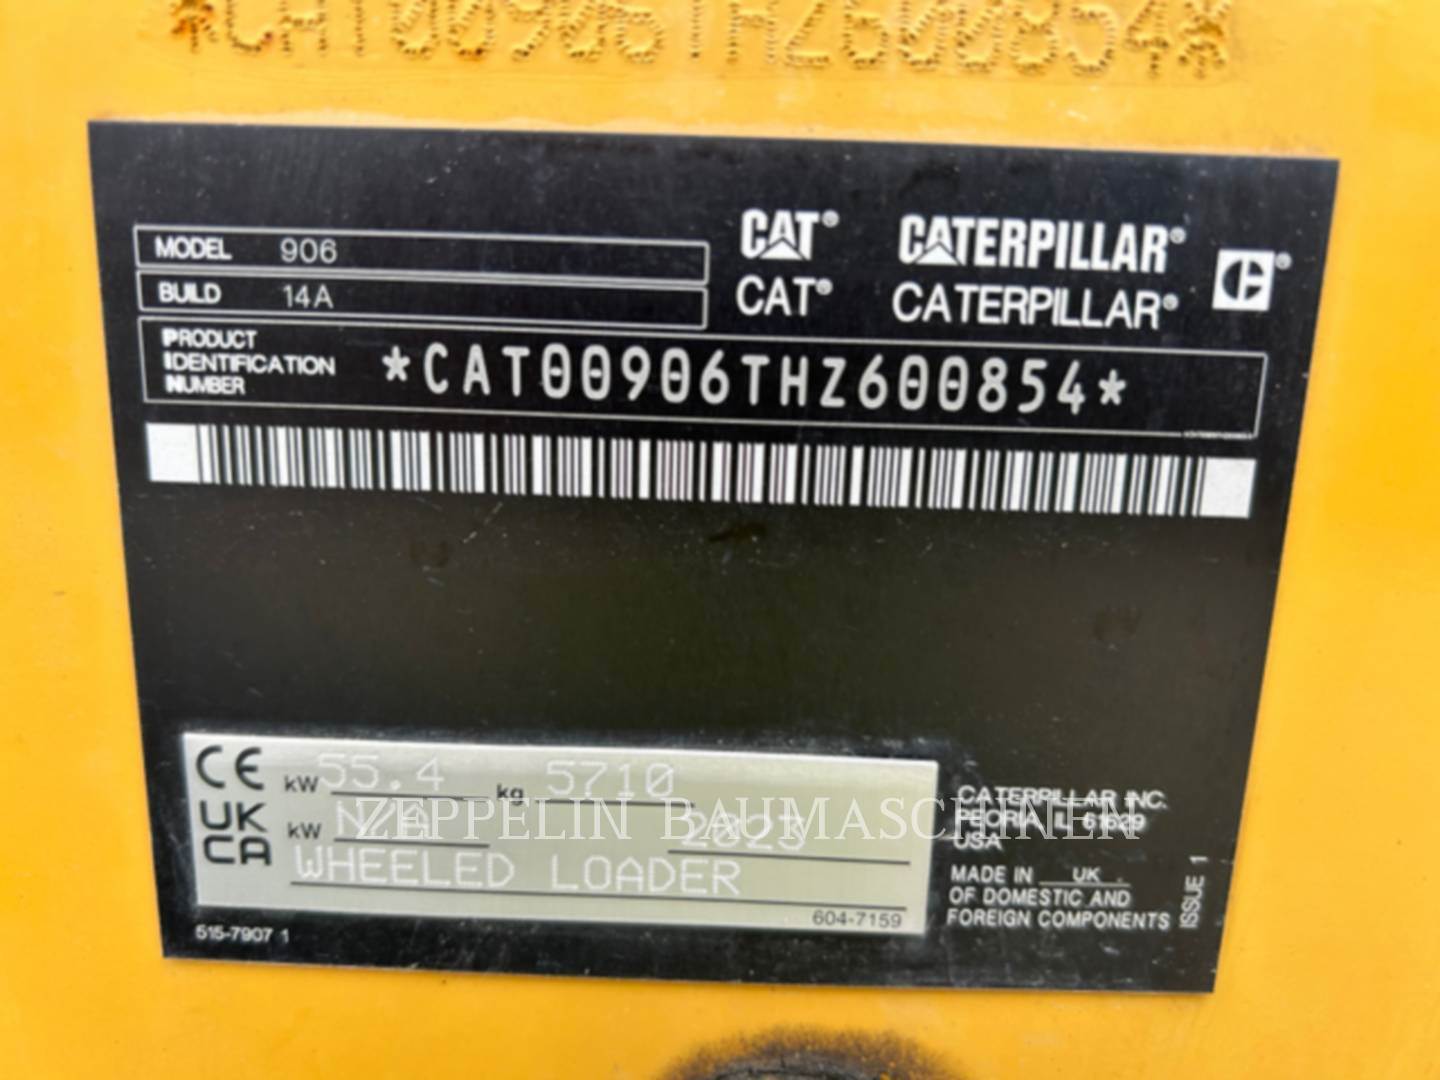 *CAT00906THZ600854*
MODEL 906
BUILD 14A
CAT® CATERPILLAR®
CAT® CATERPILLAR®
PRODUCT
IDENTIFICATION
NUMBER
*CAT00906THZ600854*
CE kW 55.4 kg 5710
UK
CA kW N/A 2023
WHEELED LOADER
604-7159
515-7907 1
ZEPPELIN BAUMASCHINEN
CATERPILLAR INC.
PEORIA, IL 61629
USA
MADE IN UK
OF DOMESTIC AND
FOREIGN COMPONENTS
ISSUE 1